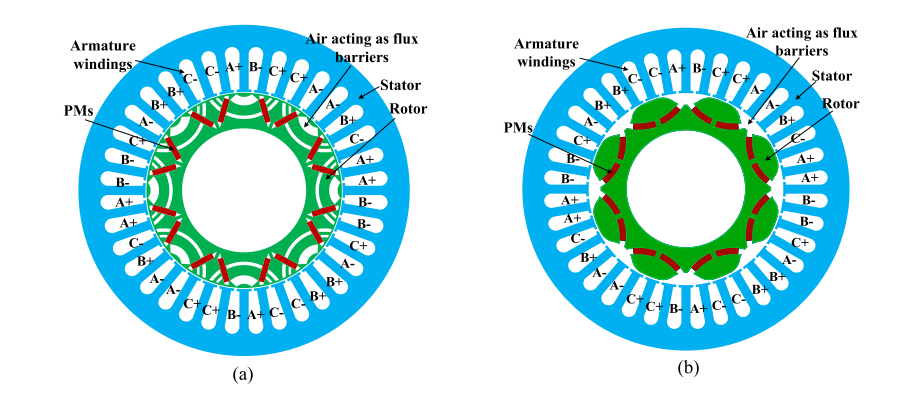 Armature
windings
Air acting as flux
barriers
Stator
Rotor
PMs
C-
C-
A+
B-
C+
C+
A-
A-
B+
C-
A+
A+
B-
B-
C+
A-
B+
B+
C-
C-
A+
B-
C+
C+
A-
A-
B+
C-
A+
A+
B-
B-
C+
A-
B+
B+
(a)
Armature
windings
Air acting as flux
barriers
Stator
Rotor
PMs
C-
C-
A+
B-
C+
C+
A-
A-
B+
C-
A+
A+
B-
B-
C+
A-
B+
B+
C-
C-
A+
B-
C+
C+
A-
A-
B+
C-
A+
A+
B-
B-
C+
A-
B+
B+
(b)